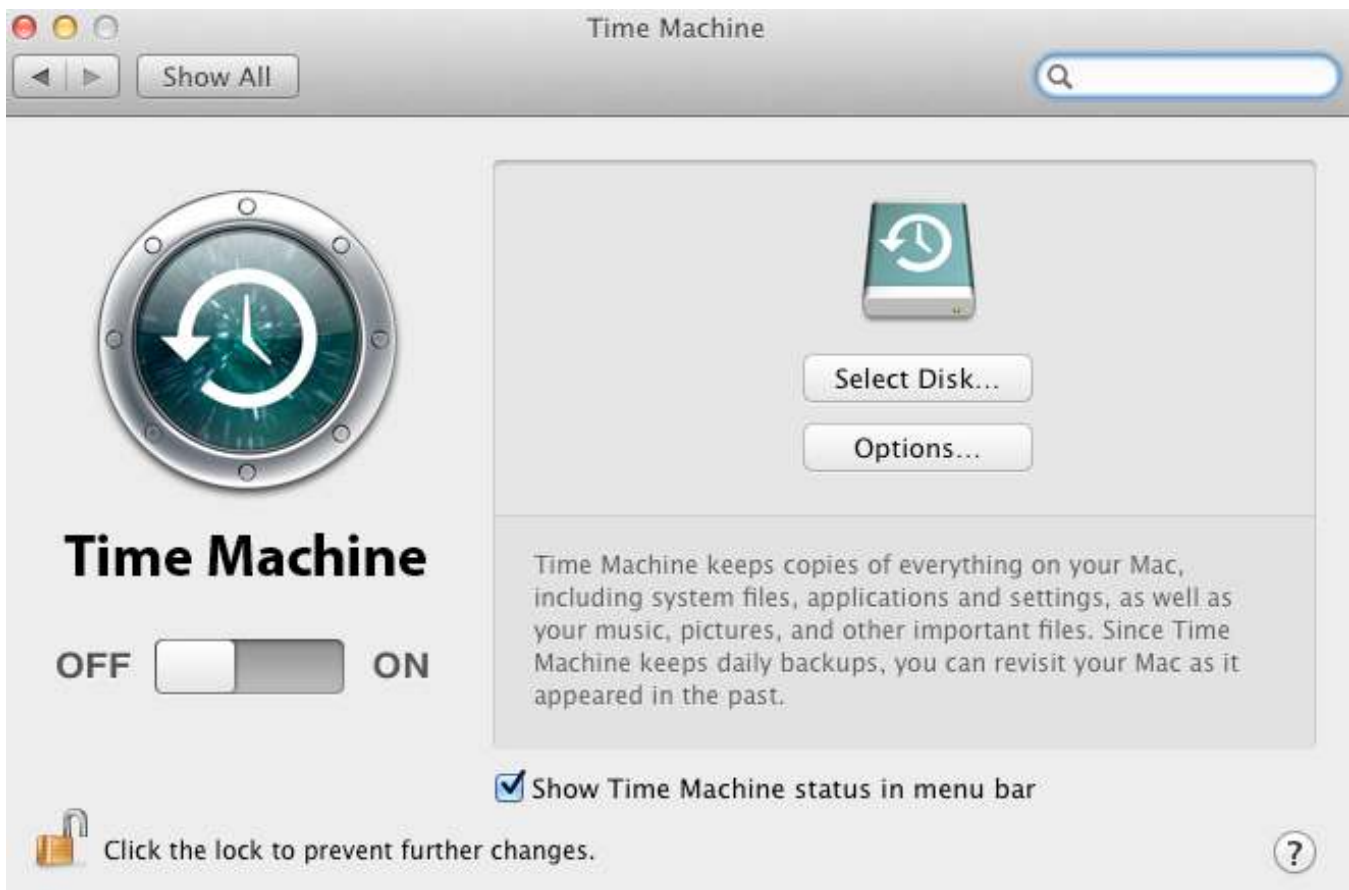 Time Machine
Show All
Select Disk...
Options...
Time Machine
OFF ON
Time Machine keeps copies of everything on your Mac,
including system files, applications and settings, as well as
your music, pictures, and other important files. Since Time
Machine keeps daily backups, you can revisit your Mac as it
appeared in the past.
Show Time Machine status in menu bar
Click the lock to prevent further changes.
?